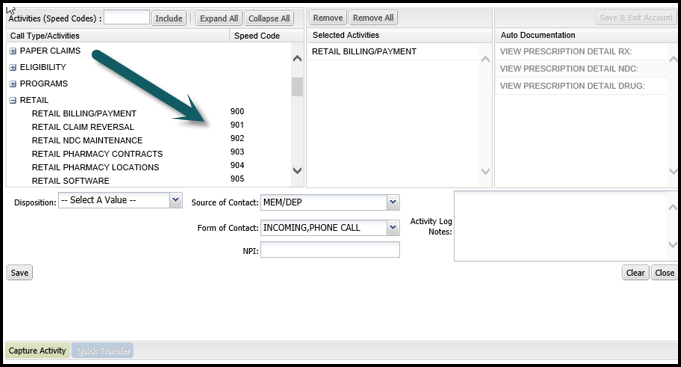 Activities (Speed Codes) : Include Expand All Collapse All Remove Remove All Save & Exit Account
Call Type/Activities Speed Code Selected Activities Auto Documentation
PAPER CLAIMS RETAIL BILLING/PAYMENT VIEW PRESCRIPTION DETAIL RX:
ELIGIBILITY VIEW PRESCRIPTION DETAIL NDC:
PROGRAMS VIEW PRESCRIPTION DETAIL DRUG:
RETAIL
RETAIL BILLING/PAYMENT 900
RETAIL CLAIM REVERSAL 901
RETAIL NDC MAINTENANCE 902
RETAIL PHARMACY CONTRACTS 903
RETAIL PHARMACY LOCATIONS 904
RETAIL SOFTWARE 905
Disposition: -- Select A Value -- Source of Contact: MEM/DEP
Form of Contact: INCOMING,PHONE CALL Activity Log Notes:
NPI:
Save Clear Close
Capture Activity Quick Transfer